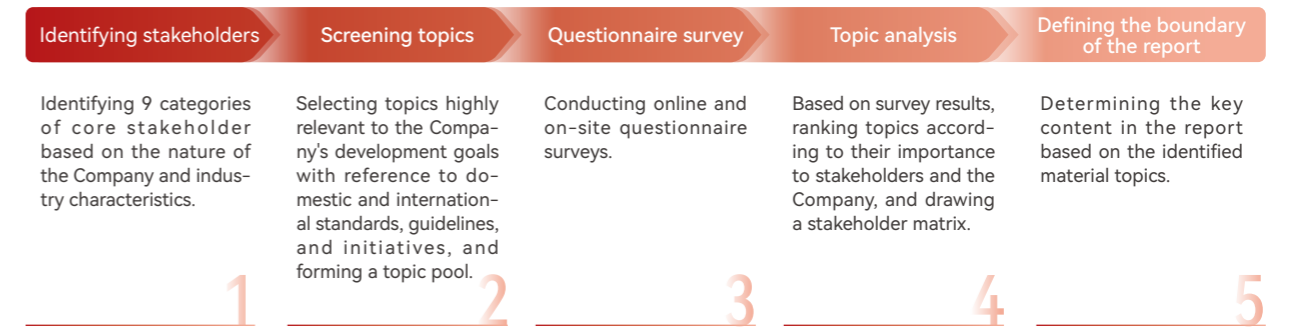 Identifying stakeholders
Screening topics
Questionnaire survey
Topic analysis
Defining the boundary
of the report
Identifying 9 categories
of core stakeholder
based on the nature of
the Company and indus-
try characteristics.
1
Selecting topics highly
relevant to the Compa-
ny's development goals
with reference to do-
mestic and internation-
al standards, guidelines,
and initiatives, and
forming a topic pool.
2
Conducting online and
on-site questionnaire
surveys.
3
Based on survey results,
ranking topics accord-
ing to their importance
to stakeholders and the
Company, and drawing
a stakeholder matrix.
4
Determining the key
content in the report
based on the identified
material topics.
5